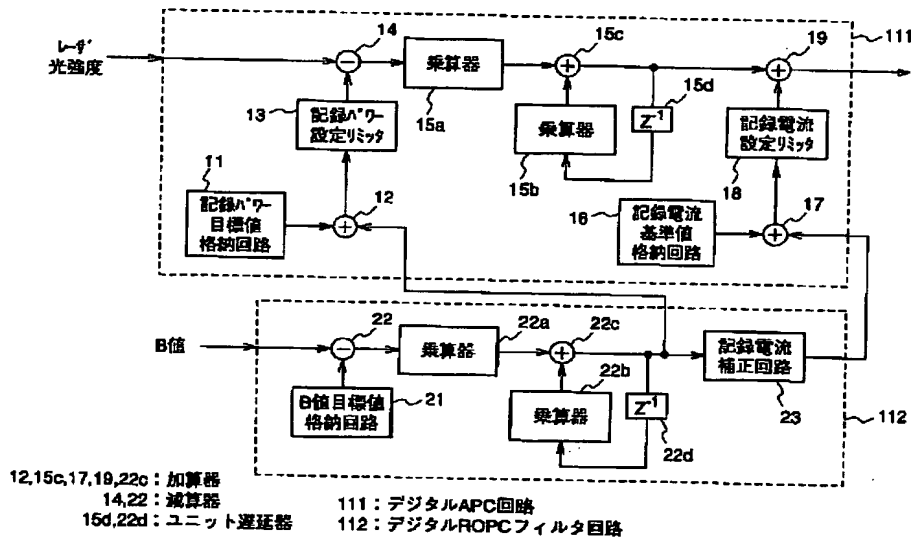 14
15c
19
111
レーザ
光強度
−
乗算器
+
+
13
記録パワー
設定リミッタ
15a
乗算器
15d
Z⁻¹
記録電流
設定リミッタ
18
11
記録パワー
目標値
格納回路
12
+
15b
16
記録電流
基準値
格納回路
17
+
B値
22
−
22a
乗算器
22c
+
記録電流
補正回路
23
B値目標値
格納回路
21
22b
乗算器
Z⁻¹
22d
112
12,15c,17,19,22c：加算器
14,22：減算器
15d,22d：ユニット遅延器
111：デジタルAPC回路
112：デジタルROPCフィルタ回路